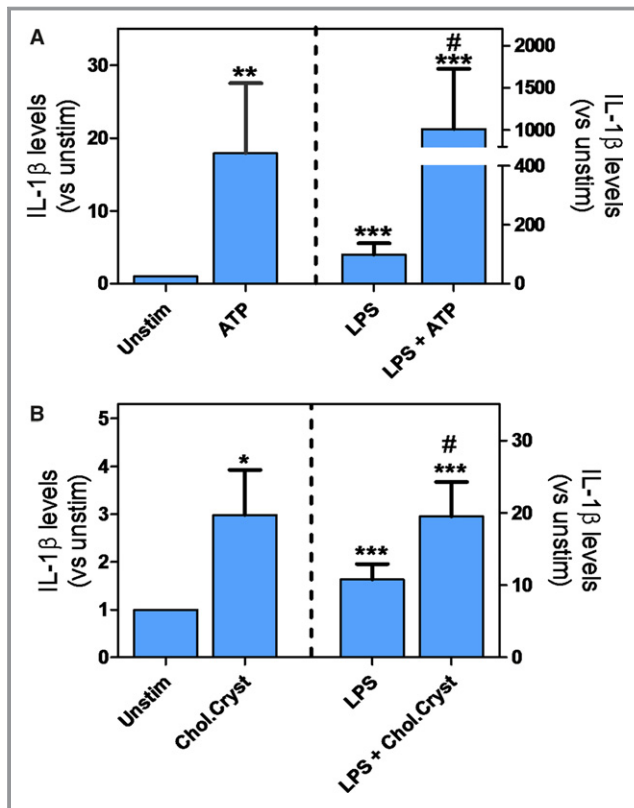 A
IL-1β levels
(vs unstim)
30
20
10
0
**
***
#
***
2000
1500
1000
400
200
0
IL-1β levels
(vs unstim)
Unstim
ATP
LPS
LPS + ATP
B
IL-1β levels
(vs unstim)
5
4
3
2
1
0
*
***
#
***
30
20
10
0
IL-1β levels
(vs unstim)
Unstim
Chol.Cryst
LPS
LPS + Chol.Cryst